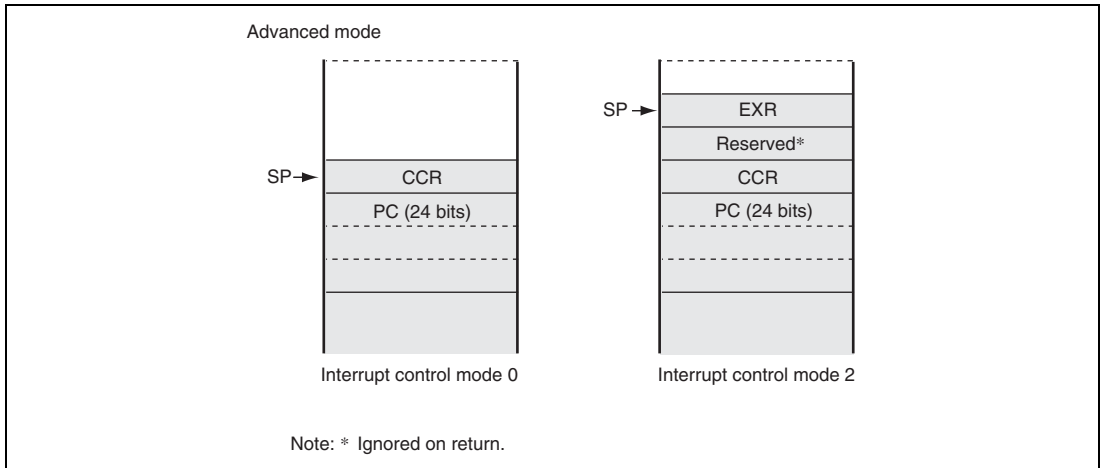 Advanced mode
SP
CCR
PC (24 bits)
Interrupt control mode 0
SP
EXR
Reserved*
CCR
PC (24 bits)
Interrupt control mode 2
Note: * Ignored on return.